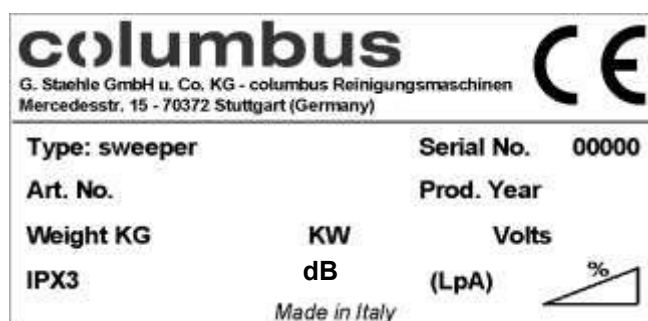 columbus CE
G. Staehle GmbH u. Co. KG - columbus Reinigungsmaschinen
Mercedesstr. 15 - 70372 Stuttgart (Germany)
Type: sweeper Serial No. 00000
Art. No. Prod. Year
Weight KG KW Volts
IPX3 dB (LpA) %
Made in Italy